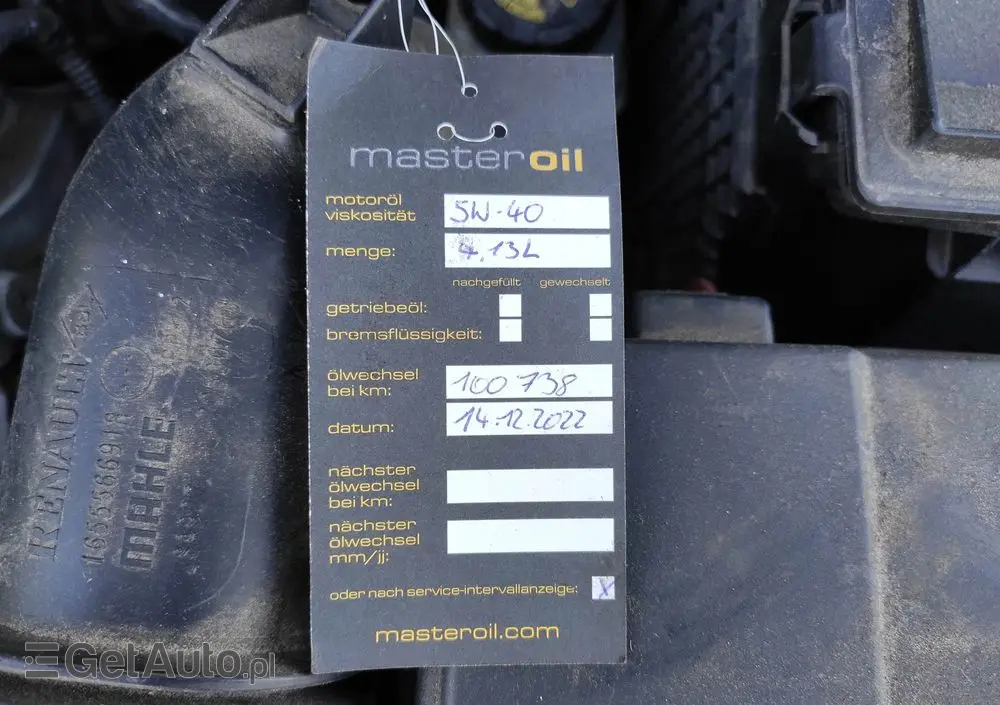 masteroil
motoröl
viskosität
5W-40
menge:
4,13L
nachgefüllt gewechselt
getriebeöl:
bremsflüssigkeit:
ölwechsel
bei km:
100 738
datum:
14.12.2022
nächster
ölwechsel
bei km:
nächster
ölwechsel
mm/jj:
oder nach service-intervallanzeige: X
masteroil.com
RENAULT
MAHLE
GetAuto.pl